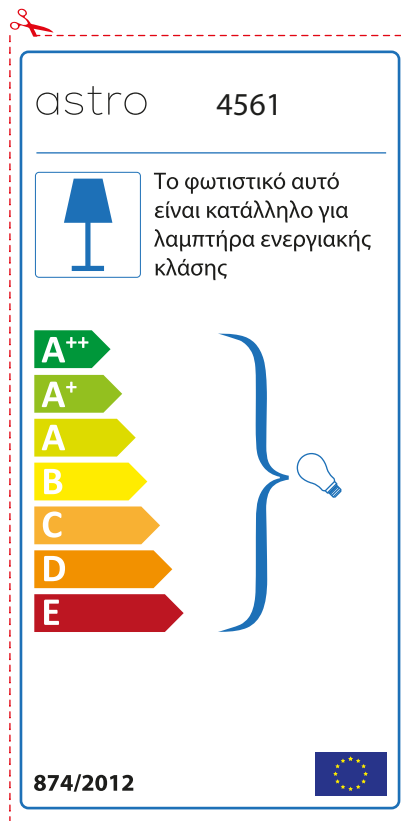 astro 4561
Το φωτιστικό αυτό
είναι κατάλληλο για
λαμπτήρα ενεργιακής
κλάσης
A++
A+
A
B
C
D
E
874/2012